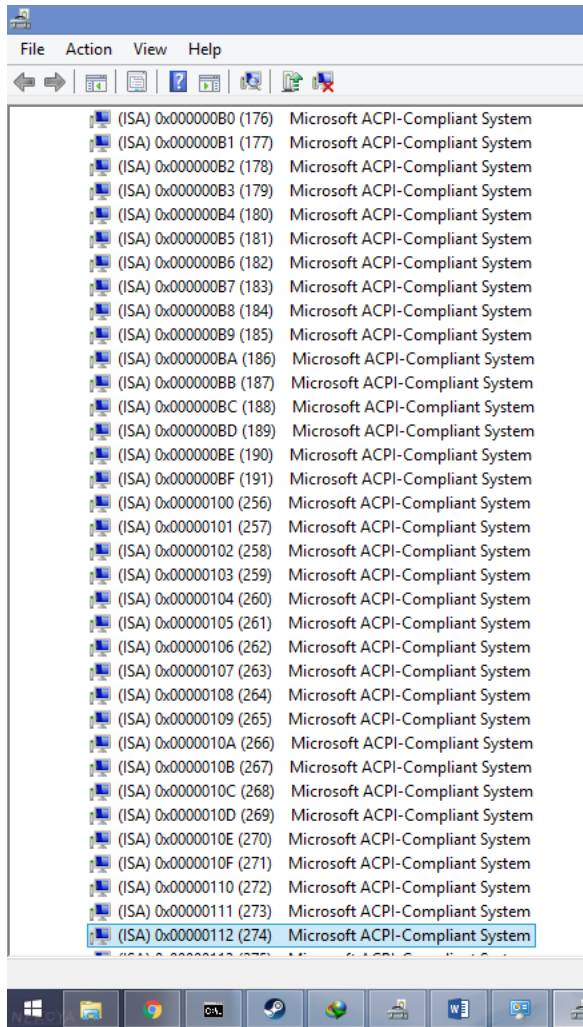 File Action View Help
(ISA) 0x000000B0 (176) Microsoft ACPI-Compliant System
(ISA) 0x000000B1 (177) Microsoft ACPI-Compliant System
(ISA) 0x000000B2 (178) Microsoft ACPI-Compliant System
(ISA) 0x000000B3 (179) Microsoft ACPI-Compliant System
(ISA) 0x000000B4 (180) Microsoft ACPI-Compliant System
(ISA) 0x000000B5 (181) Microsoft ACPI-Compliant System
(ISA) 0x000000B6 (182) Microsoft ACPI-Compliant System
(ISA) 0x000000B7 (183) Microsoft ACPI-Compliant System
(ISA) 0x000000B8 (184) Microsoft ACPI-Compliant System
(ISA) 0x000000B9 (185) Microsoft ACPI-Compliant System
(ISA) 0x000000BA (186) Microsoft ACPI-Compliant System
(ISA) 0x000000BB (187) Microsoft ACPI-Compliant System
(ISA) 0x000000BC (188) Microsoft ACPI-Compliant System
(ISA) 0x000000BD (189) Microsoft ACPI-Compliant System
(ISA) 0x000000BE (190) Microsoft ACPI-Compliant System
(ISA) 0x000000BF (191) Microsoft ACPI-Compliant System
(ISA) 0x00000100 (256) Microsoft ACPI-Compliant System
(ISA) 0x00000101 (257) Microsoft ACPI-Compliant System
(ISA) 0x00000102 (258) Microsoft ACPI-Compliant System
(ISA) 0x00000103 (259) Microsoft ACPI-Compliant System
(ISA) 0x00000104 (260) Microsoft ACPI-Compliant System
(ISA) 0x00000105 (261) Microsoft ACPI-Compliant System
(ISA) 0x00000106 (262) Microsoft ACPI-Compliant System
(ISA) 0x00000107 (263) Microsoft ACPI-Compliant System
(ISA) 0x00000108 (264) Microsoft ACPI-Compliant System
(ISA) 0x00000109 (265) Microsoft ACPI-Compliant System
(ISA) 0x0000010A (266) Microsoft ACPI-Compliant System
(ISA) 0x0000010B (267) Microsoft ACPI-Compliant System
(ISA) 0x0000010C (268) Microsoft ACPI-Compliant System
(ISA) 0x0000010D (269) Microsoft ACPI-Compliant System
(ISA) 0x0000010E (270) Microsoft ACPI-Compliant System
(ISA) 0x0000010F (271) Microsoft ACPI-Compliant System
(ISA) 0x00000110 (272) Microsoft ACPI-Compliant System
(ISA) 0x00000111 (273) Microsoft ACPI-Compliant System
(ISA) 0x00000112 (274) Microsoft ACPI-Compliant System